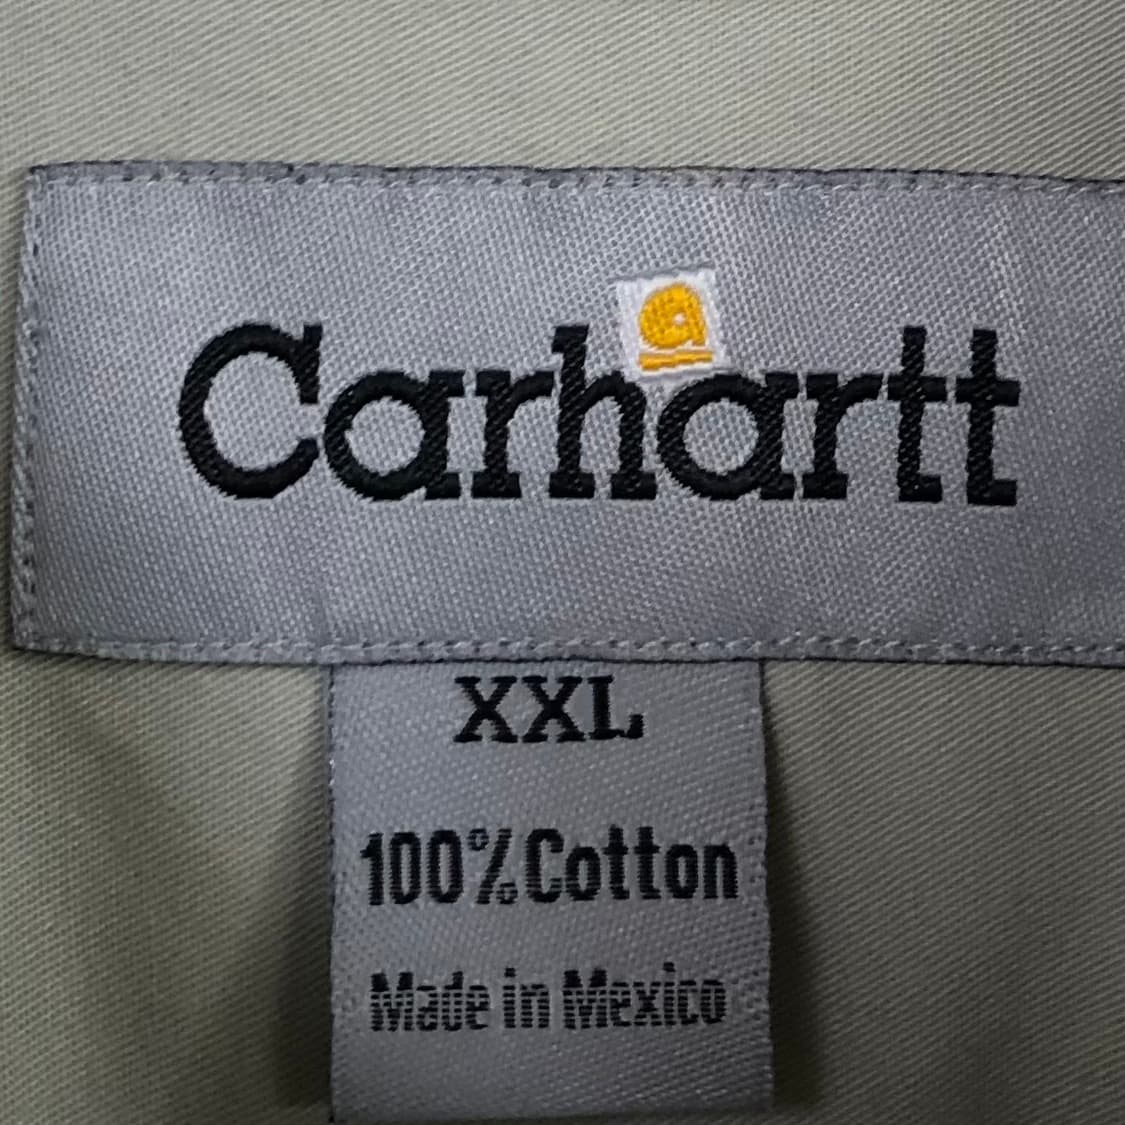 Carhartt
XXL
100% Cotton
Made in Mexico